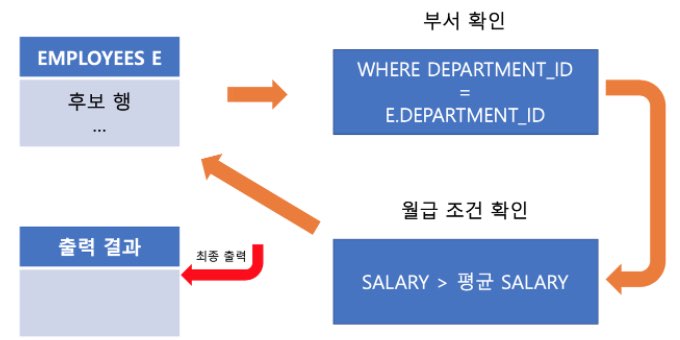 부서 확인
EMPLOYEES E
후보 행
...
WHERE DEPARTMENT_ID
=
E.DEPARTMENT_ID
월급 조건 확인
출력 결과
최종 출력
SALARY > 평균 SALARY